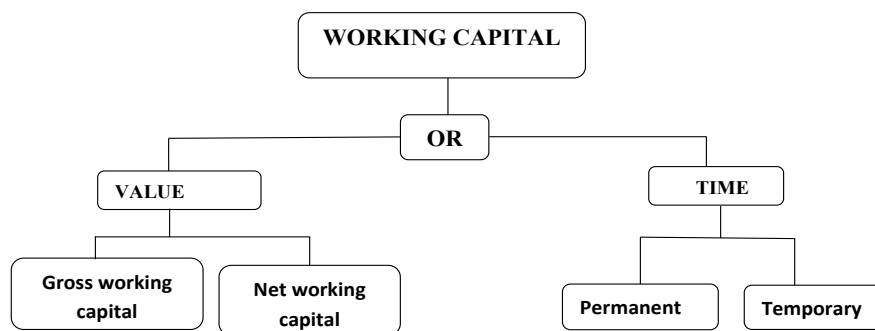 WORKING CAPITAL
OR
VALUE
TIME
Gross working
capital
Net working
capital
Permanent
Temporary